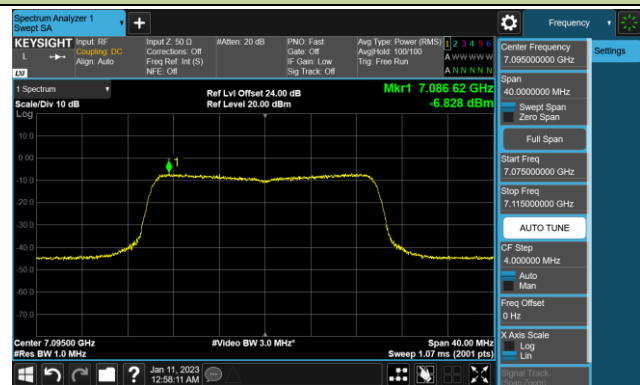 Spectrum Analyzer 1
Swept SA
Frequency
KEYSIGHT
L
LXI
Input: RF
Coupling: DC
Align: Auto
Input Z: 50 Ω
Corrections: Off
Freq Ref: Int (S)
NFE: Off
#Atten: 20 dB
PNO: Fast
Gate: Off
IF Gain: Low
Sig Track: Off
Avg Type: Power (RMS)
Avg|Hold: 100/100
Trig: Free Run
1 2 3 4 5 6
A W W W W W
A N N N N N
Center Frequency
7.095000000 GHz
Settings
Span
40.0000000 MHz
Swept Span
Zero Span
Full Span
Start Freq
7.075000000 GHz
Stop Freq
7.115000000 GHz
AUTO TUNE
CF Step
4.000000 MHz
Auto
Man
Freq Offset
0 Hz
X Axis Scale
Log
Lin
Signal Track
(Span Zoom)
1 Spectrum
Scale/Div 10 dB
Ref Lvl Offset 24.00 dB
Ref Level 20.00 dBm
Mkr1 7.086 62 GHz
-6.828 dBm
Log
10.0
0.00
-10.0
-20.0
-30.0
-40.0
-50.0
-60.0
-70.0
1
Center 7.09500 GHz
#Res BW 1.0 MHz
#Video BW 3.0 MHz*
Span 40.00 MHz
Sweep 1.07 ms (2001 pts)
?
Jan 11, 2023
12:58:11 AM